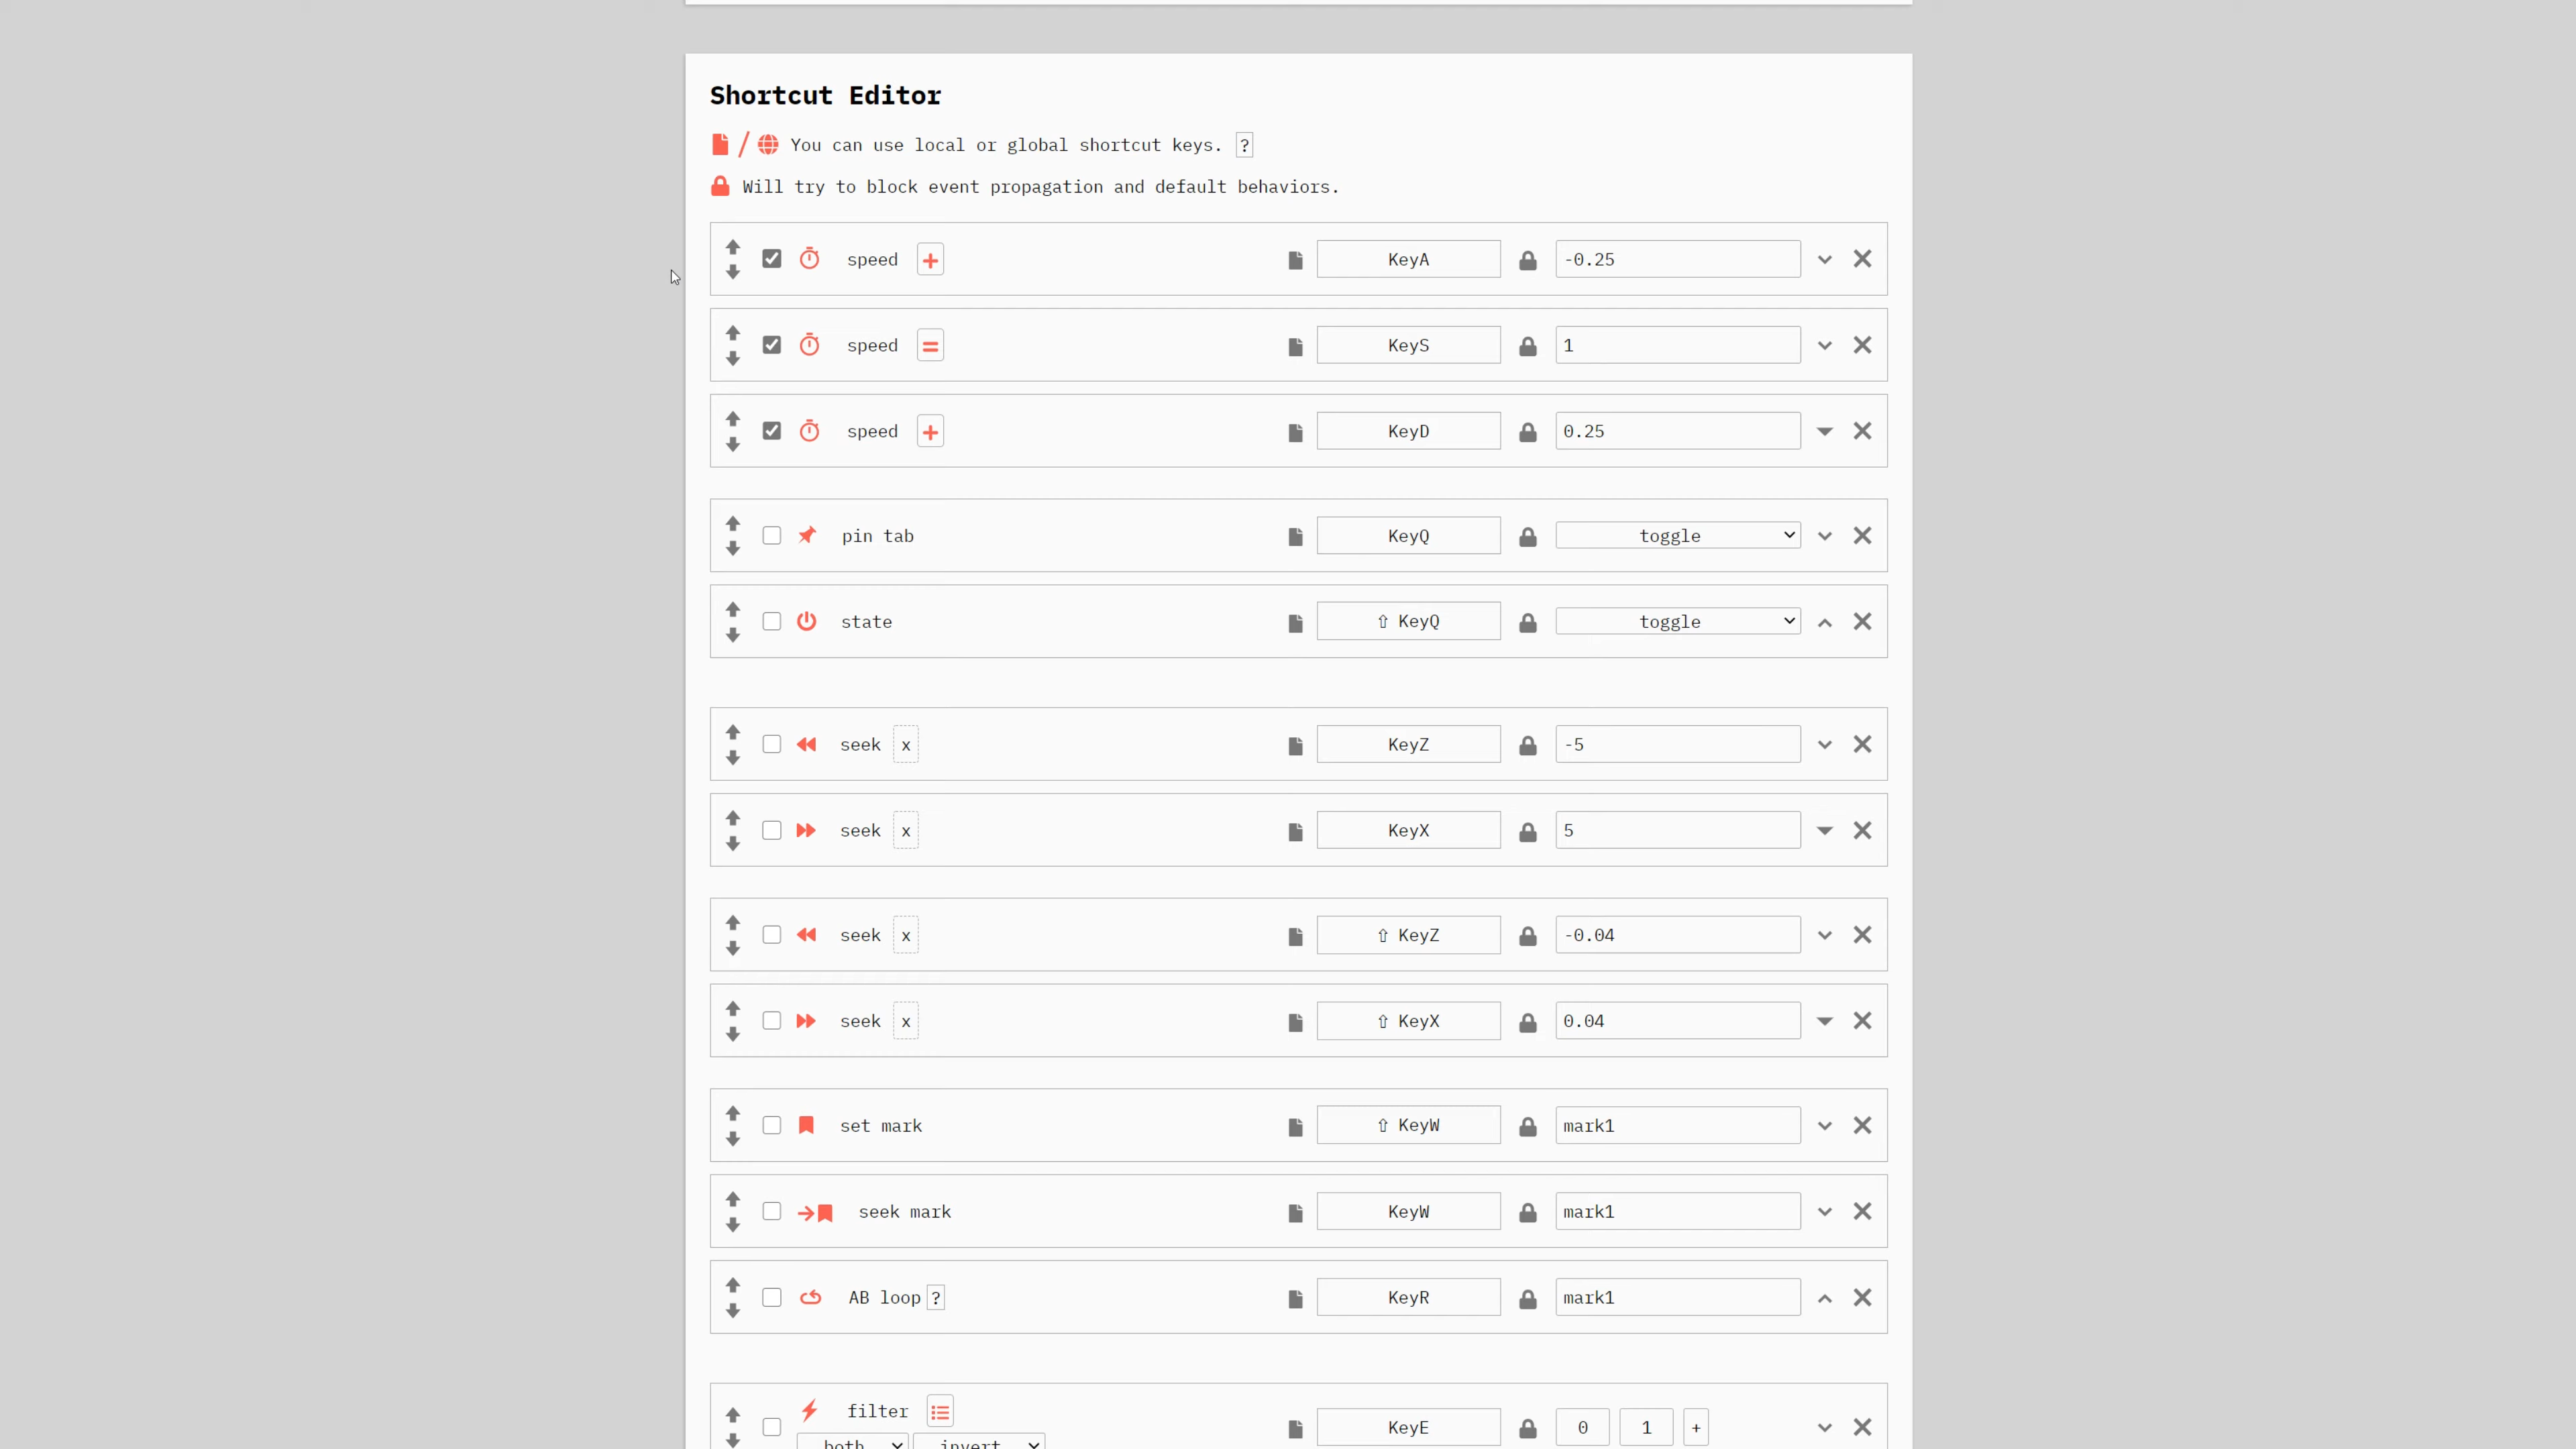 Shortcut Editor
You can use local or global shortcut keys. ?
Will try to block event propagation and default behaviors.
speed + KeyA -0.25
speed = KeyS 1
speed + KeyD 0.25
pin tab KeyQ toggle
state ⇧ KeyQ toggle
seek x KeyZ -5
seek x KeyX 5
seek x ⇧ KeyZ -0.04
seek x ⇧ KeyX 0.04
set mark ⇧ KeyW mark1
seek mark KeyW mark1
AB loop ? KeyR mark1
filter KeyE 0 1 +
both invert